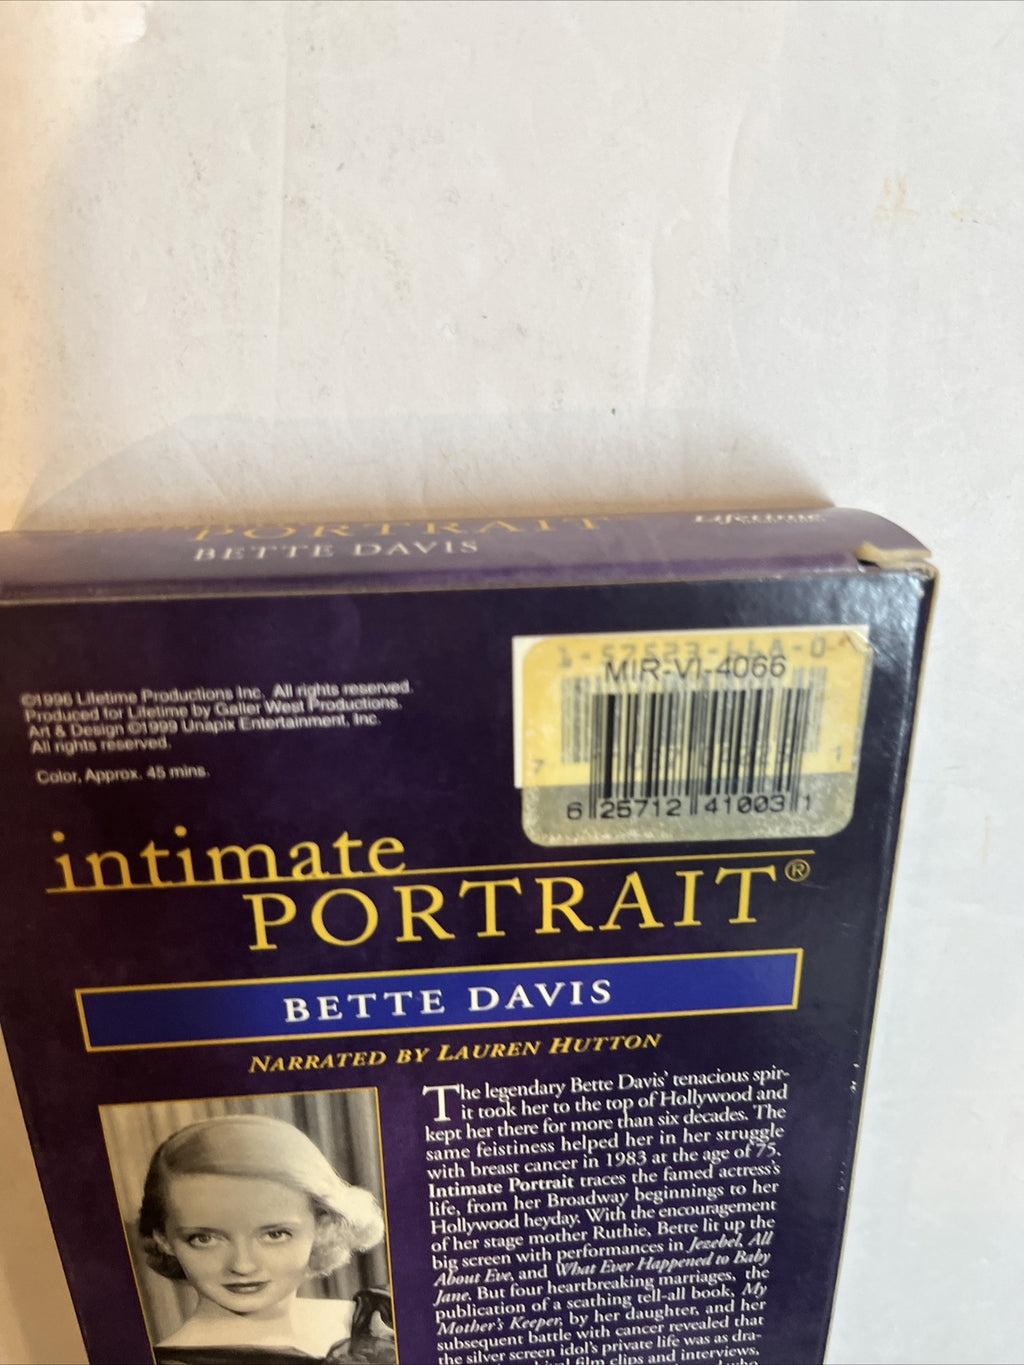 PORTRAIT
Lifetime
BETTE DAVIS
©1996 Lifetime Productions Inc. All rights reserved.
Produced for Lifetime by Galler West Productions.
Art & Design ©1999 Unapix Entertainment, Inc.
All rights reserved.
Color, Approx. 45 mins.
MIR-VI-4066
6 25712 41003 1
intimate
PORTRAIT®
BETTE DAVIS
NARRATED BY LAUREN HUTTON
The legendary Bette Davis' tenacious spir-
it took her to the top of Hollywood and
kept her there for more than six decades. The
same feistiness helped her in her struggle
with breast cancer in 1983 at the age of 75.
Intimate Portrait traces the famed actress's
life, from her Broadway beginnings to her
Hollywood heyday. With the encouragement
of her stage mother Ruthie, Bette lit up the
big screen with performances in Jezebel, All
About Eve, and What Ever Happened to Baby
Jane. But four heartbreaking marriages, the
publication of a scathing tell-all book, My
Mother's Keeper, by her daughter, and her
subsequent battle with cancer revealed that
the silver screen idol's private life was as dra-
film clips and interviews,
who